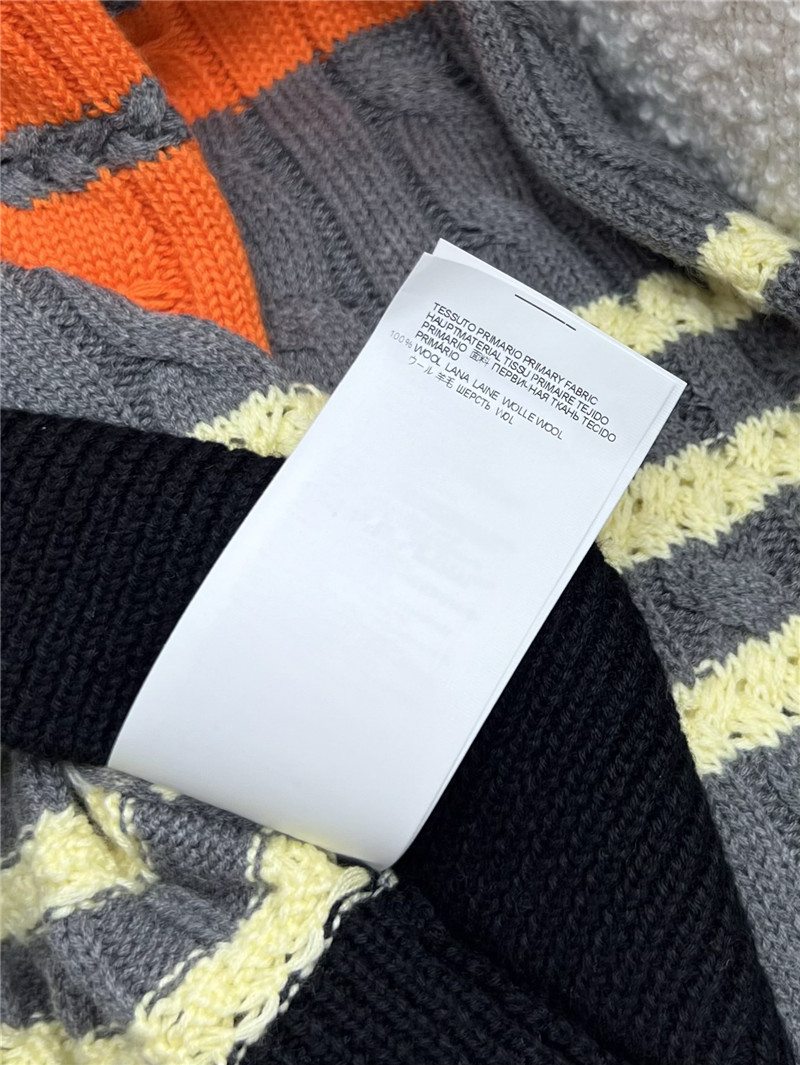 TESSUTO PRIMARIO PRIMARY FABRIC
HAUPTMATERIAL TISSU PRIMAIRE TEJIDO
PRIMARIO 面料 ПЕРВИЧНАЯ ТКАНЬ TECIDO
PRIMÁRIO
100% WOOL LANA LAINE WOLLE WOOL
ウール 羊毛 ШЕРСТЬ WOL